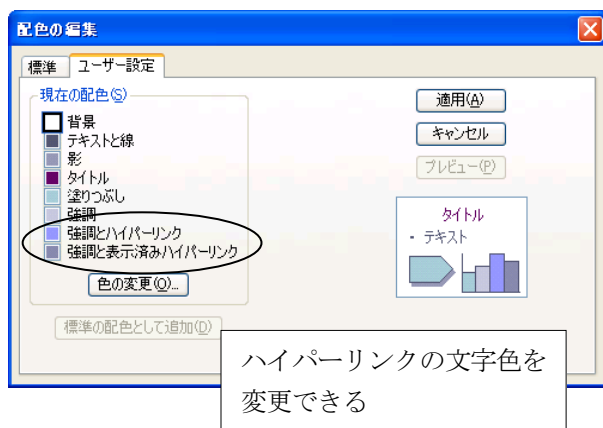 配色の編集
標準
ユーザー設定
現在の配色(S)
背景
テキストと線
影
タイトル
塗りつぶし
強調
強調とハイパーリンク
強調と表示済みハイパーリンク
色の変更(O)...
標準の配色として追加(D)
適用(A)
キャンセル
プレビュー(P)
タイトル
・ テキスト
ハイパーリンクの文字色を
変更できる